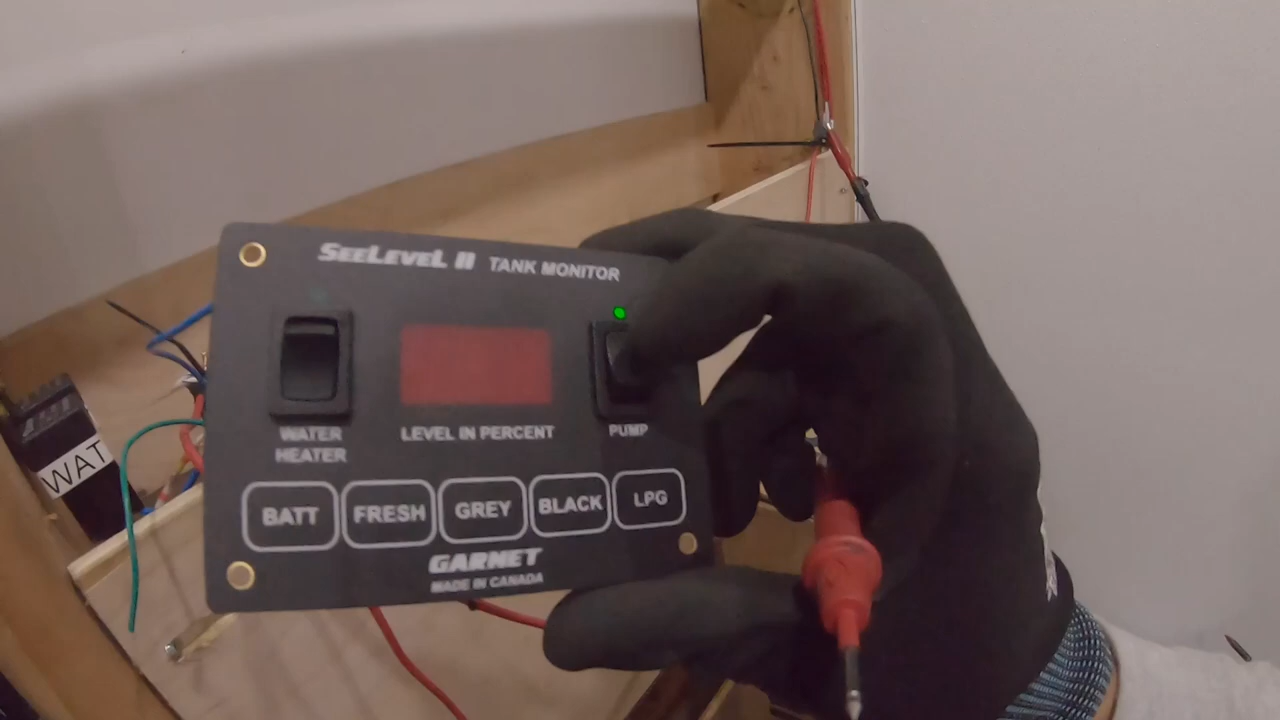 SEELEVEL II TANK MONITOR
WATER
HEATER
LEVEL IN PERCENT
PUMP
BATT
FRESH
GREY
BLACK
LPG
GARNET
MADE IN CANADA
WAT